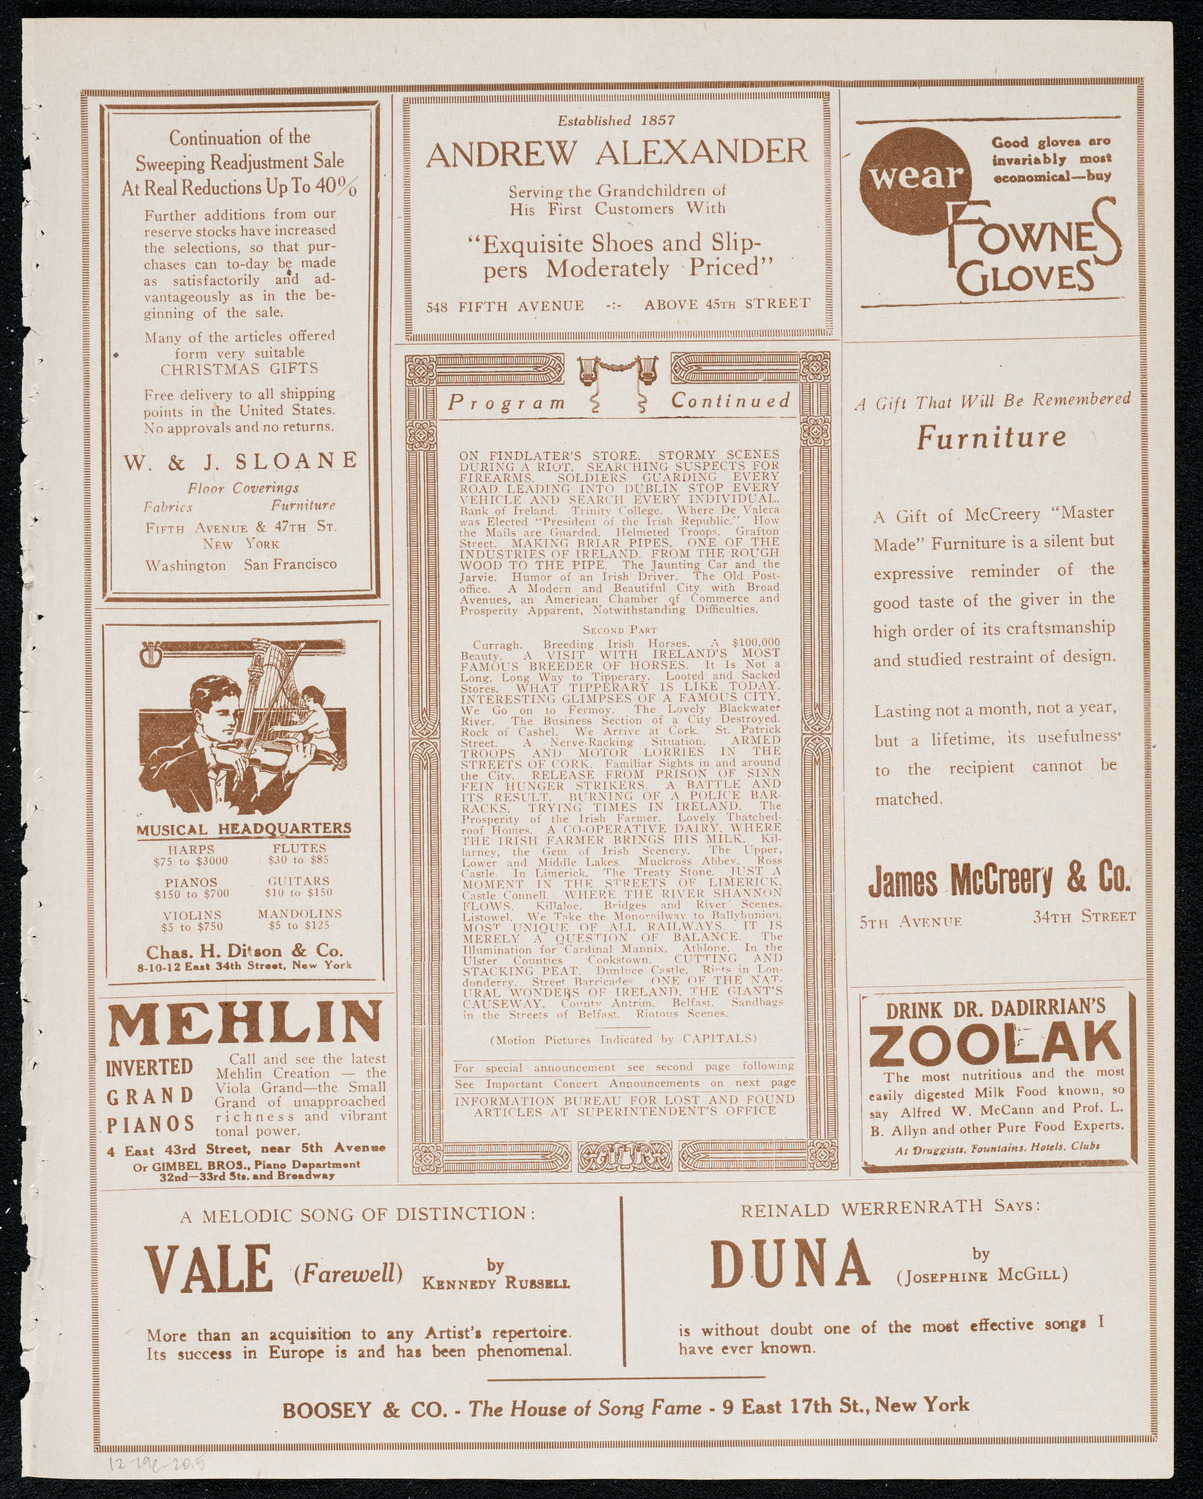 Continuation of the
Sweeping Readjustment Sale
At Real Reductions Up To 40%
Further additions from our
reserve stocks have increased
the selections, so that pur-
chases can to-day be made
as satisfactorily and ad-
vantageously as in the be-
ginning of the sale.
Many of the articles offered
form very suitable
CHRISTMAS GIFTS
Free delivery to all shipping
points in the United States.
No approvals and no returns.
W. & J. SLOANE
Floor Coverings
Fabrics Furniture
FIFTH AVENUE & 47TH ST.
NEW YORK
Washington San Francisco
MUSICAL HEADQUARTERS
HARPS FLUTES
$75 to $3000 $30 to $85
PIANOS GUITARS
$150 to $700 $10 to $150
VIOLINS MANDOLINS
$5 to $750 $5 to $125
Chas. H. Ditson & Co.
8-10-12 East 34th Street, New York
MEHLIN
INVERTED
GRAND
PIANOS
Call and see the latest
Mehlin Creation — the
Viola Grand—the Small
Grand of unapproached
richness and vibrant
tonal power.
4 East 43rd Street, near 5th Avenue
Or GIMBEL BROS., Piano Department
32nd—33rd Sts. and Broadway
Established 1857
ANDREW ALEXANDER
Serving the Grandchildren of
His First Customers With
"Exquisite Shoes and Slip-
pers Moderately Priced"
548 FIFTH AVENUE -:- ABOVE 45TH STREET
Program Continued
ON FINDLATER'S STORE. STORMY SCENES
DURING A RIOT. SEARCHING SUSPECTS FOR
FIREARMS. SOLDIERS GUARDING EVERY
ROAD LEADING INTO DUBLIN STOP EVERY
VEHICLE AND SEARCH EVERY INDIVIDUAL.
Bank of Ireland. Trinity College. Where De Valera
was Elected "President of the Irish Republic." How
the Mails are Guarded. Helmeted Troops. Grafton
Street. MAKING BRIAR PIPES. ONE OF THE
INDUSTRIES OF IRELAND. FROM THE ROUGH
WOOD TO THE PIPE. The Jaunting Car and the
Jarvie. Humor of an Irish Driver. The Old Post-
office. A Modern and Beautiful City with Broad
Avenues, an American Chamber of Commerce and
Prosperity Apparent, Notwithstanding Difficulties.
SECOND PART
Curragh. Breeding Irish Horses. A $100,000
Beauty. A VISIT WITH IRELAND'S MOST
FAMOUS BREEDER OF HORSES. It Is Not a
Long, Long Way to Tipperary. Looted and Sacked
Stores. WHAT TIPPERARY IS LIKE TODAY.
INTERESTING GLIMPSES OF A FAMOUS CITY.
We Go on to Fermoy. The Lovely Blackwater
River. The Business Section of a City Destroyed.
Rock of Cashel. We Arrive at Cork. St. Patrick
Street. A Nerve-Racking Situation. ARMED
TROOPS AND MOTOR LORRIES IN THE
STREETS OF CORK. Familiar Sights in and around
the City. RELEASE FROM PRISON OF SINN
FEIN HUNGER STRIKERS. A BATTLE AND
ITS RESULT. BURNING OF A POLICE BAR-
RACKS. TRYING TIMES IN IRELAND. The
Prosperity of the Irish Farmer. Lovely Thatched-
roof Homes. A CO-OPERATIVE DAIRY, WHERE
THE IRISH FARMER BRINGS HIS MILK. Kil-
larney, the Gem of Irish Scenery. The Upper,
Lower and Middle Lakes. Muckross Abbey, Ross
Castle. In Limerick. The Treaty Stone. JUST A
MOMENT IN THE STREETS OF LIMERICK.
Castle Connell. WHERE THE RIVER SHANNON
FLOWS. Killaloe. Bridges and River Scenes.
Listowel. We Take the Monorailway to Ballybunion.
MOST UNIQUE OF ALL RAILWAYS. IT IS
MERELY A QUESTION OF BALANCE. The
Illumination for Cardinal Mannix. Athlone. In the
Ulster Counties Cookstown. CUTTING AND
STACKING PEAT. Dunluce Castle. Riots in Lon-
donderry. Street Barricades ONE OF THE NAT-
URAL WONDERS OF IRELAND, THE GIANT'S
CAUSEWAY. County Antrim. Belfast. Sandbags
in the Streets of Belfast. Riotous Scenes.
(Motion Pictures Indicated by CAPITALS)
For special announcement see second page following
See Important Concert Announcements on next page
INFORMATION BUREAU FOR LOST AND FOUND
ARTICLES AT SUPERINTENDENT'S OFFICE
wear
Good gloves are
invariably most
economical—buy
FOWNES
GLOVES
A Gift That Will Be Remembered
Furniture
A Gift of McCreery "Master
Made" Furniture is a silent but
expressive reminder of the
good taste of the giver in the
high order of its craftsmanship
and studied restraint of design.
Lasting not a month, not a year,
but a lifetime, its usefulness
to the recipient cannot be
matched.
James McCreery & Co.
5TH AVENUE 34TH STREET
DRINK DR. DADIRRIAN'S
ZOOLAK
The most nutritious and the most
easily digested Milk Food known, so
say Alfred W. McCann and Prof. L.
B. Allyn and other Pure Food Experts.
At Druggists, Fountains, Hotels, Clubs
A MELODIC SONG OF DISTINCTION:
VALE (Farewell) by
KENNEDY RUSSELL
More than an acquisition to any Artist's repertoire.
Its success in Europe is and has been phenomenal.
REINALD WERRENRATH SAYS:
DUNA by
(JOSEPHINE MCGILL)
is without doubt one of the most effective songs I
have ever known.
BOOSEY & CO. - The House of Song Fame - 9 East 17th St., New York
12-19e-20.5